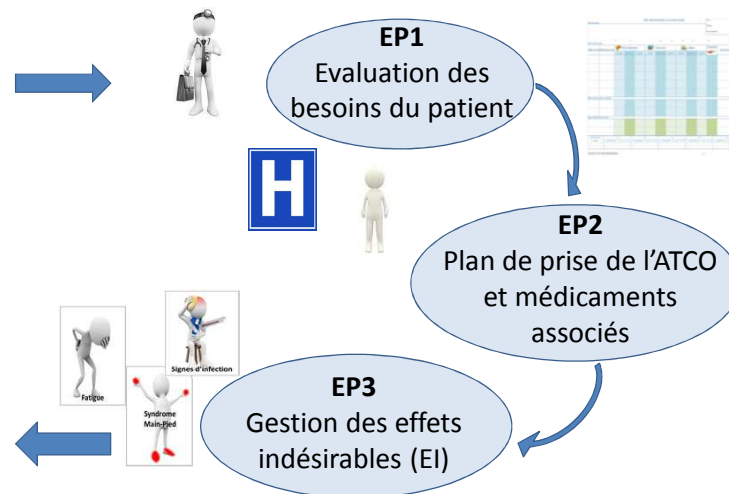 EP1
Evaluation des
besoins du patient
H
EP2
Plan de prise de l'ATCO
et médicaments
associés
Signes d'infection
Fatigue
Syndrome
Main-Pied
EP3
Gestion des effets
indésirables (EI)